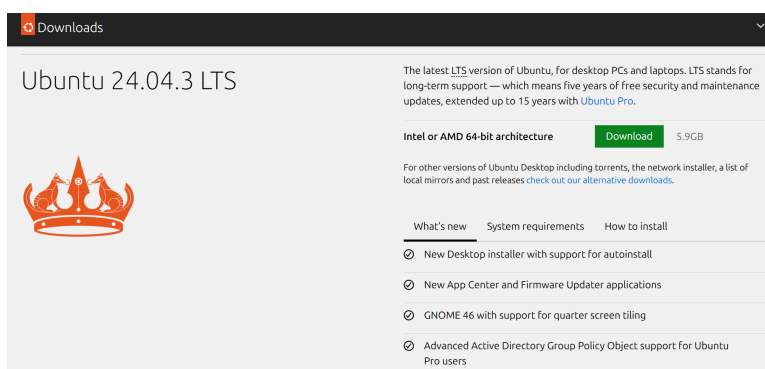 Downloads
Ubuntu 24.04.3 LTS
The latest LTS version of Ubuntu, for desktop PCs and laptops. LTS stands for
long-term support — which means five years of free security and maintenance
updates, extended up to 15 years with Ubuntu Pro.
Intel or AMD 64-bit architecture Download 5.9GB
For other versions of Ubuntu Desktop including torrents, the network installer, a list of
local mirrors and past releases check out our alternative downloads.
What's new System requirements How to install
New Desktop installer with support for autoinstall
New App Center and Firmware Updater applications
GNOME 46 with support for quarter screen tiling
Advanced Active Directory Group Policy Object support for Ubuntu
Pro users